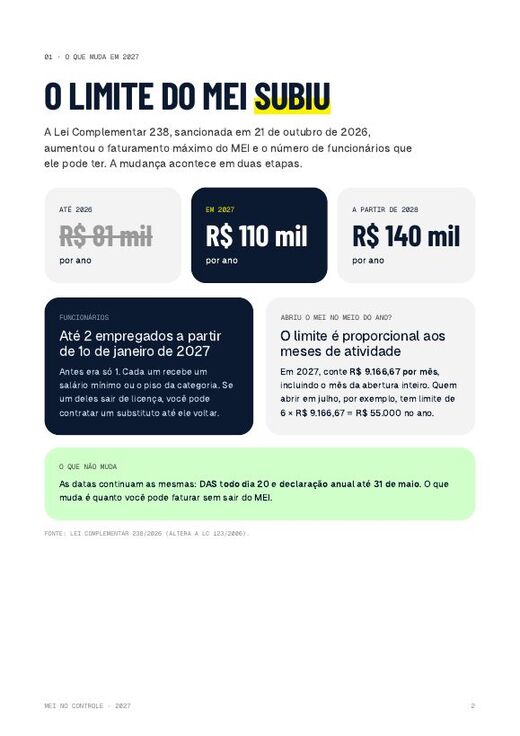 01 · O QUE MUDA EM 2027
O LIMITE DO MEI SUBIU
A Lei Complementar 238, sancionada em 21 de outubro de 2026,
aumentou o faturamento máximo do MEI e o número de funcionários que
ele pode ter. A mudança acontece em duas etapas.
ATÉ 2026
R$ 81 mil
por ano
EM 2027
R$ 110 mil
por ano
A PARTIR DE 2028
R$ 140 mil
por ano
FUNCIONÁRIOS
Até 2 empregados a partir
de 1o de janeiro de 2027
Antes era só 1. Cada um recebe um
salário mínimo ou o piso da categoria. Se
um deles sair de licença, você pode
contratar um substituto até ele voltar.
ABRIU O MEI NO MEIO DO ANO?
O limite é proporcional aos
meses de atividade
Em 2027, conte R$ 9.166,67 por mês,
incluindo o mês da abertura inteiro. Quem
abrir em julho, por exemplo, tem limite de
6 × R$ 9.166,67 = R$ 55.000 no ano.
O QUE NÃO MUDA
As datas continuam as mesmas: DAS todo dia 20 e declaração anual até 31 de maio. O que
muda é quanto você pode faturar sem sair do MEI.
FONTE: LEI COMPLEMENTAR 238/2026 (ALTERA A LC 123/2006).
MEI NO CONTROLE · 2027
2